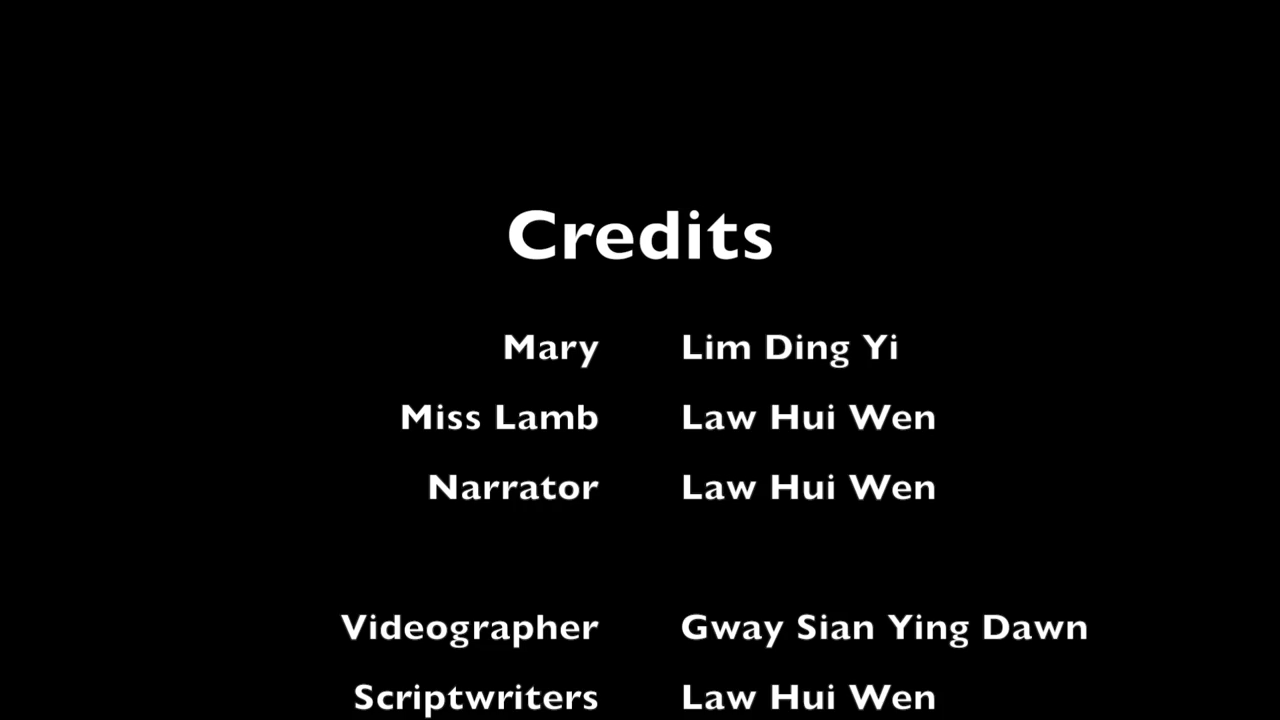 Credits
Mary Lim Ding Yi
Miss Lamb Law Hui Wen
Narrator Law Hui Wen
Videographer Gway Sian Ying Dawn
Scriptwriters Law Hui Wen